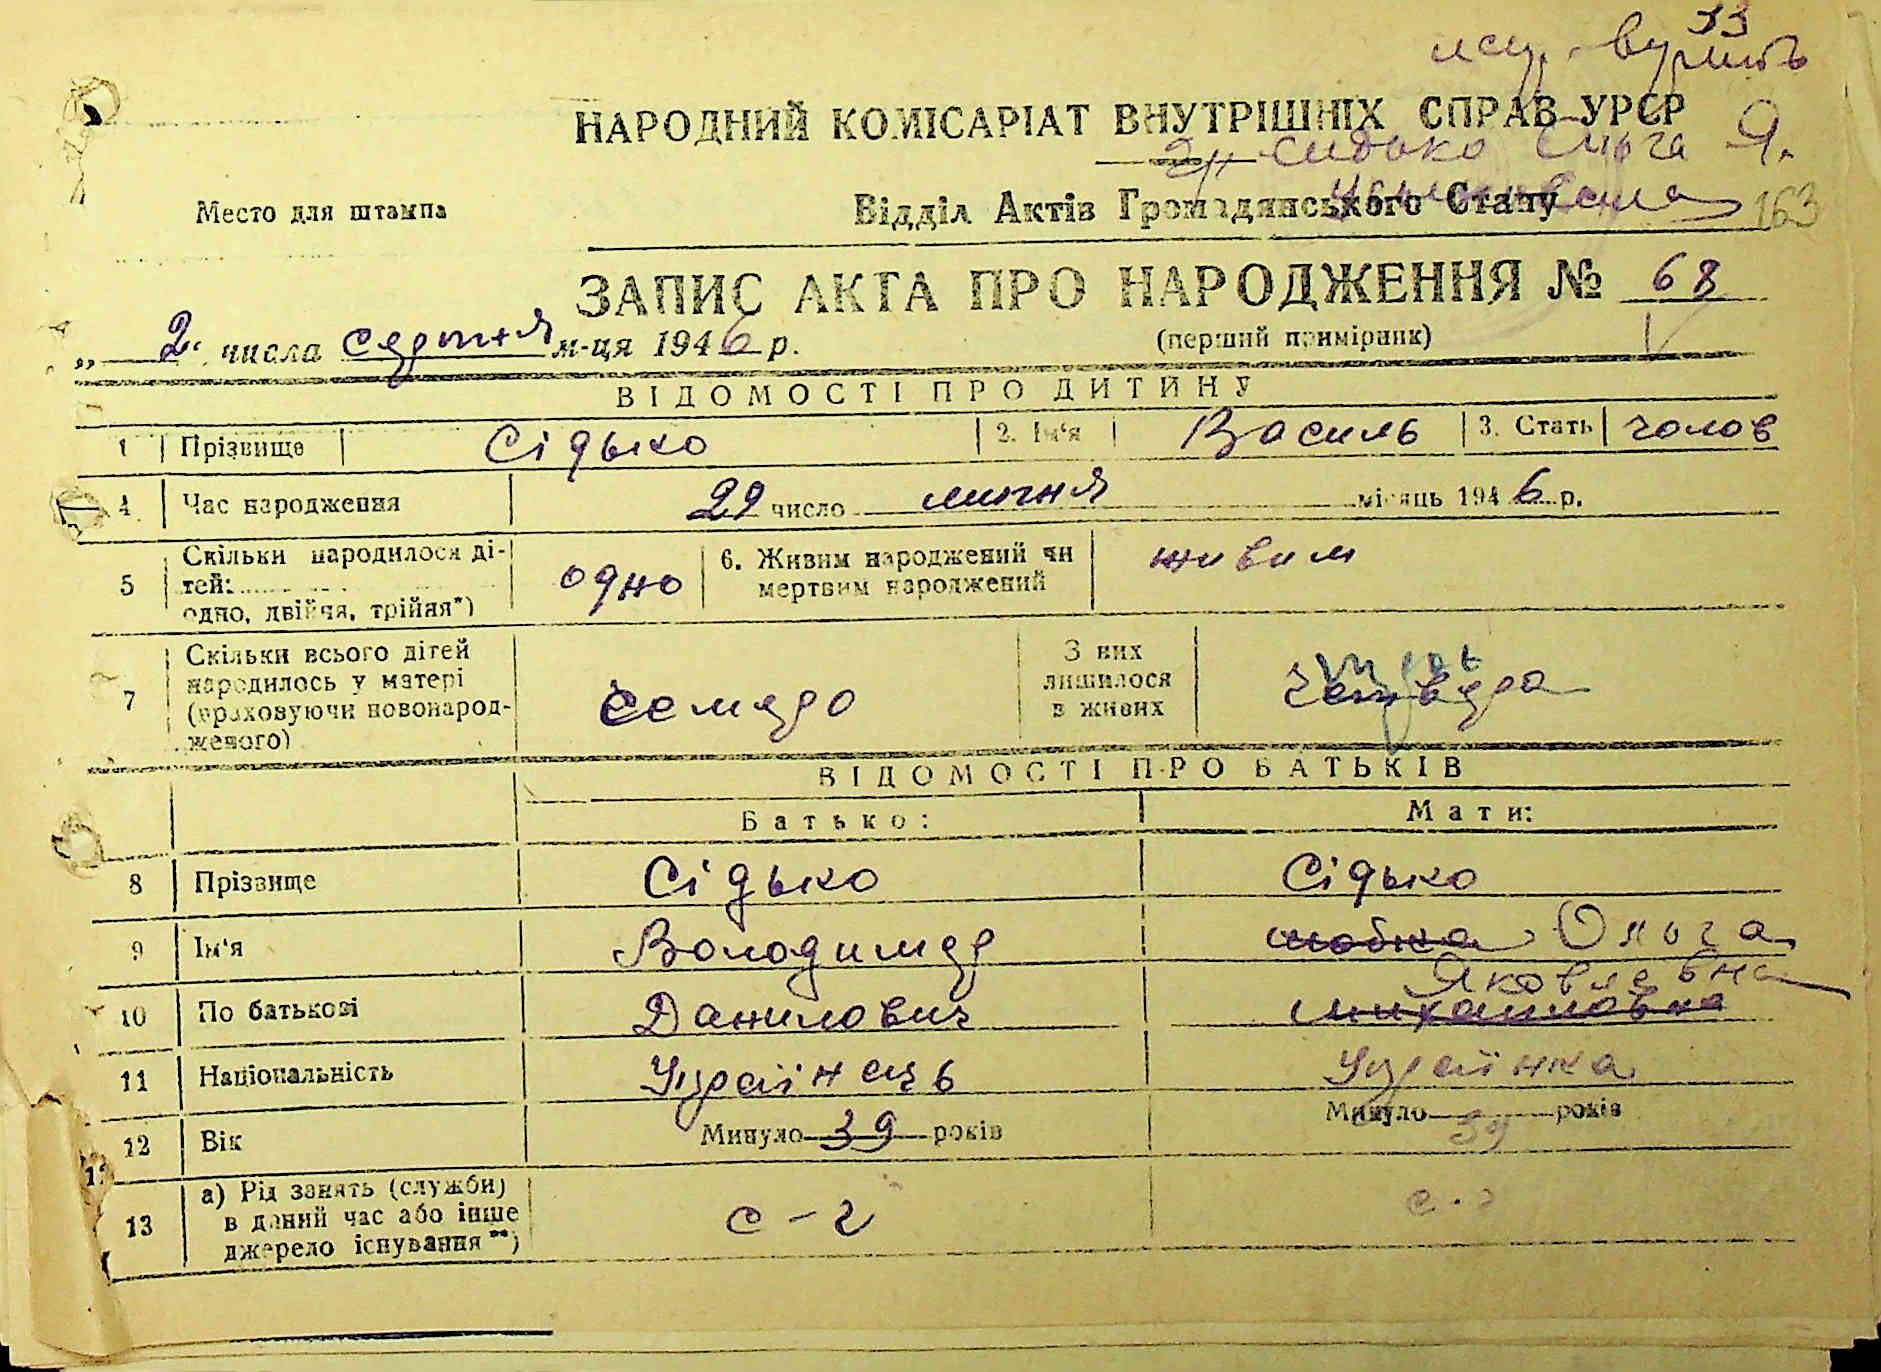 33
НАРОДНИЙ КОМІСАРІАТ ВНУТРІШНІХ СПРАВ УРСР
Сидько Ольга Я.
Место для штампа
Відділ Актів Громадянського Стану
163
ЗАПИС АКТА ПРО НАРОДЖЕННЯ № 68
„ 2 " числа серпня м-ця 1946 р.
(перший примірник)
ВІДОМОСТІ ПРО ДИТИНУ
1 Прізвище Сідько 2. Ім'я Василь 3. Стать чолов
4 Час народження 29 число липня місяць 1946 р.
5 Скільки народилося ді-
тей:
одно, двійня, трійня*)
одно
6. Живим народжений чи
мертвим народжений
живим
7 Скільки всього дітей
народилось у матері
(враховуючи новонарод-
женого)
семеро
З них
лишилося
в живих
ВІДОМОСТІ ПРО БАТЬКІВ
Батько: Мати:
8 Прізвище Сідько Сідько
9 Ім'я Володимер Ольга
Яковлевна
10 По батькові Данилович Михайловна
11 Національність Українець Українка
12 Вік Минуло 39 років Минуло 39 років
13 а) Рід занять (служби)
в даний час або інше
джерело існування**)
с-г